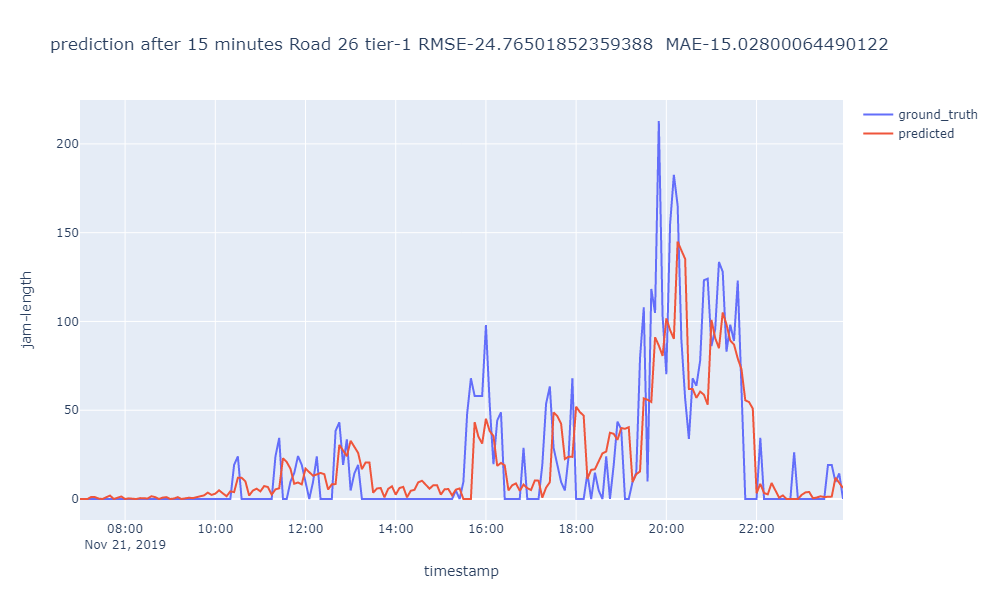 prediction after 15 minutes Road 26 tier-1 RMSE-24.76501852359388  MAE-15.02800064490122
ground_truth
predicted
200
150
100
50
0
jam-length
08:00 10:00 12:00 14:00 16:00 18:00 20:00 22:00
Nov 21, 2019
timestamp